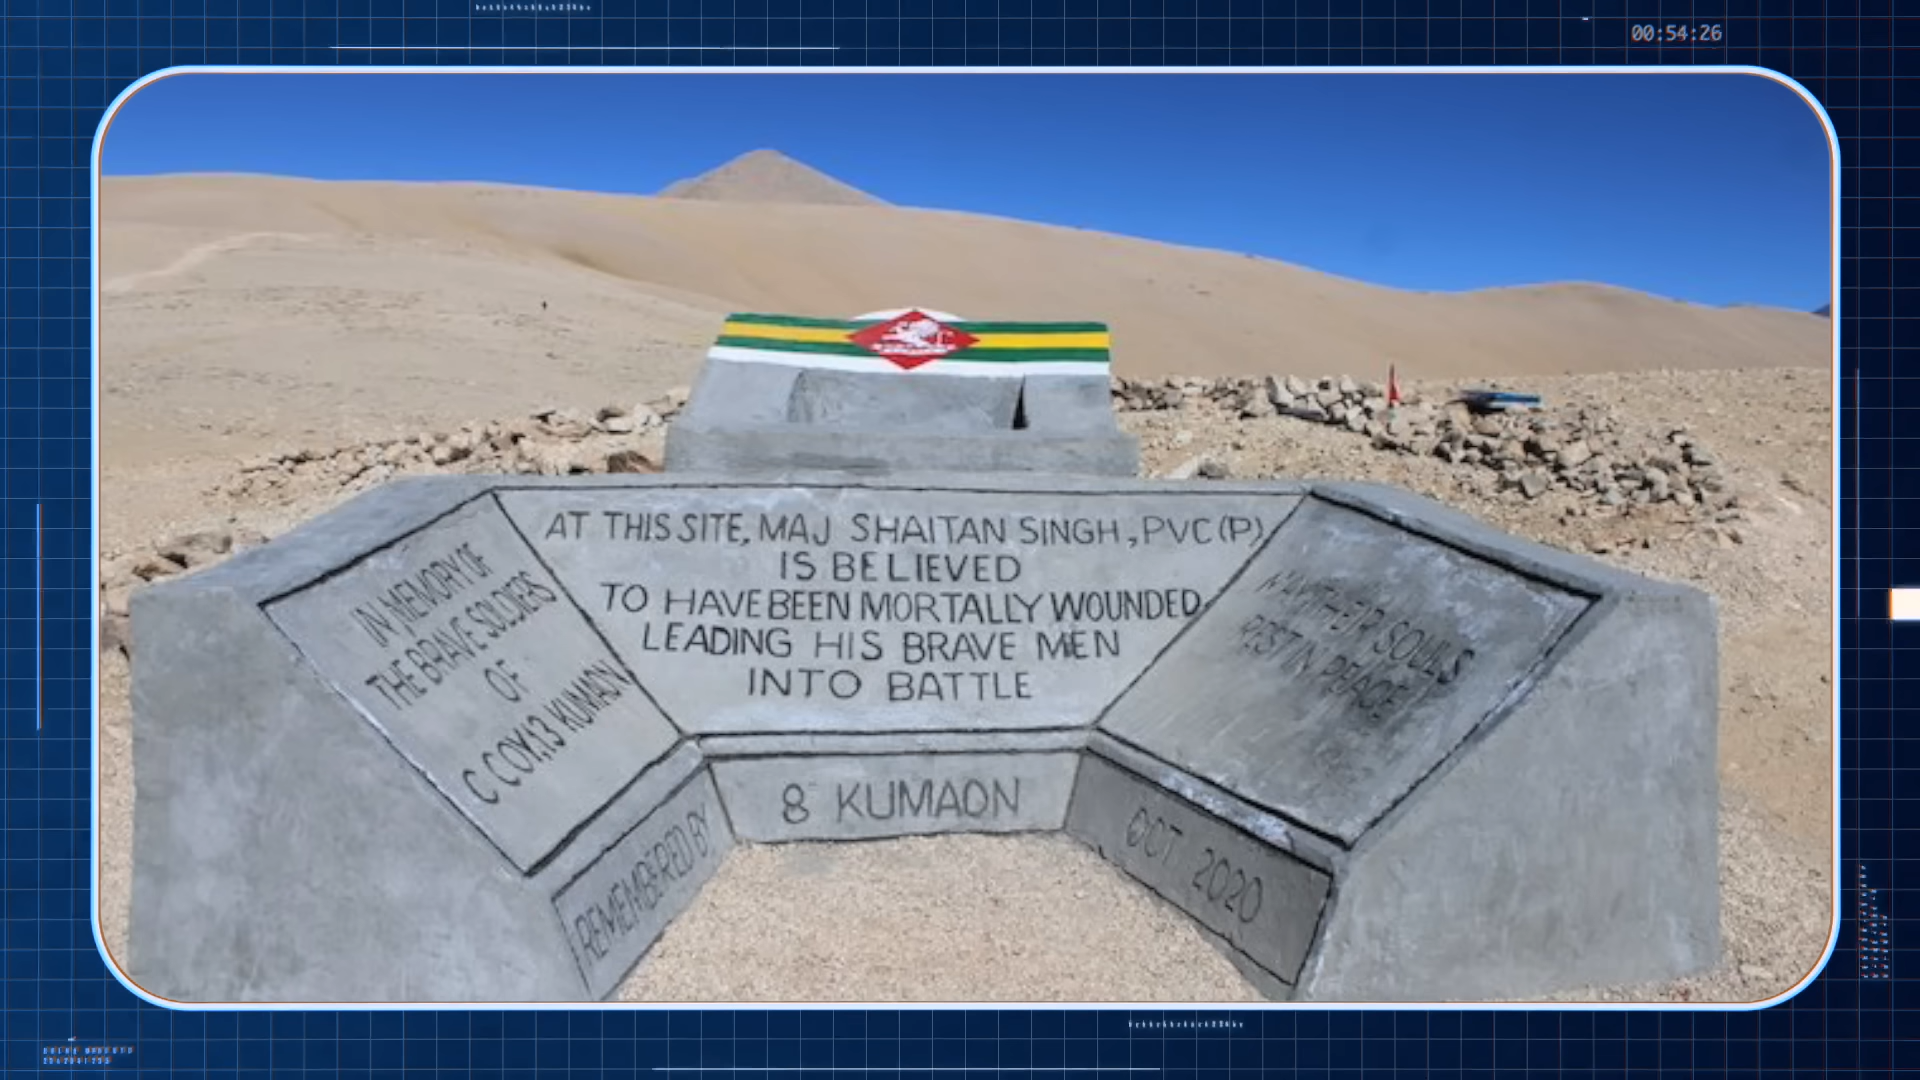 00:54:26
AT THIS SITE, MAJ SHAITAN SINGH, PVC (P)
IS BELIEVED
TO HAVE BEEN MORTALLY WOUNDED
LEADING HIS BRAVE MEN
INTO BATTLE
IN MEMORY OF
THE BRAVE SOLDIERS
OF
C COY, 13 KUMAON
MAY THEIR SOULS
REST IN PEACE
REMEMBERED BY
8 KUMAON
OCT 2020